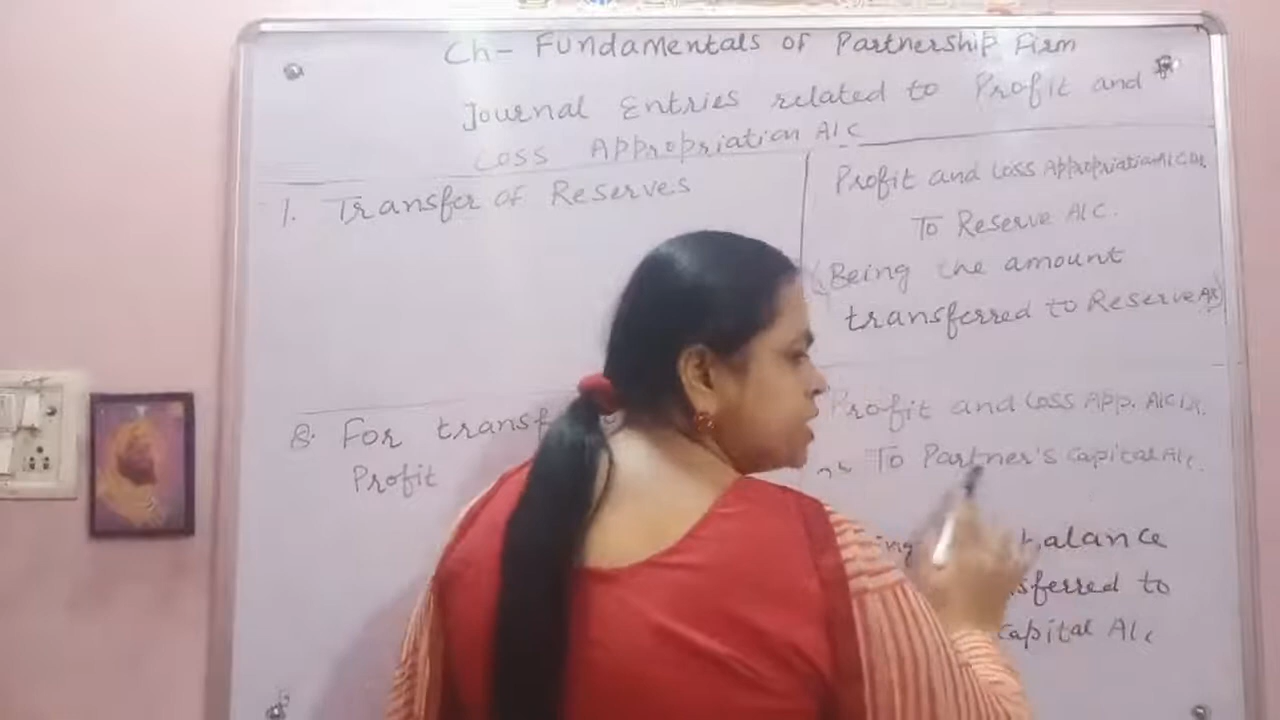 Ch- Fundamentals of Partnership Firm
Journal Entries related to Profit and
Loss Appropriation A/C
1. Transfer of Reserves
Profit and Loss Appropriation A/C Dr.
To Reserve A/C.
(Being the amount
transferred to Reserve A/c)
8. For
Profit
Profit and Loss App. A/C Dr.
To Partner's Capital A/c.
balance
to
Capital A/c